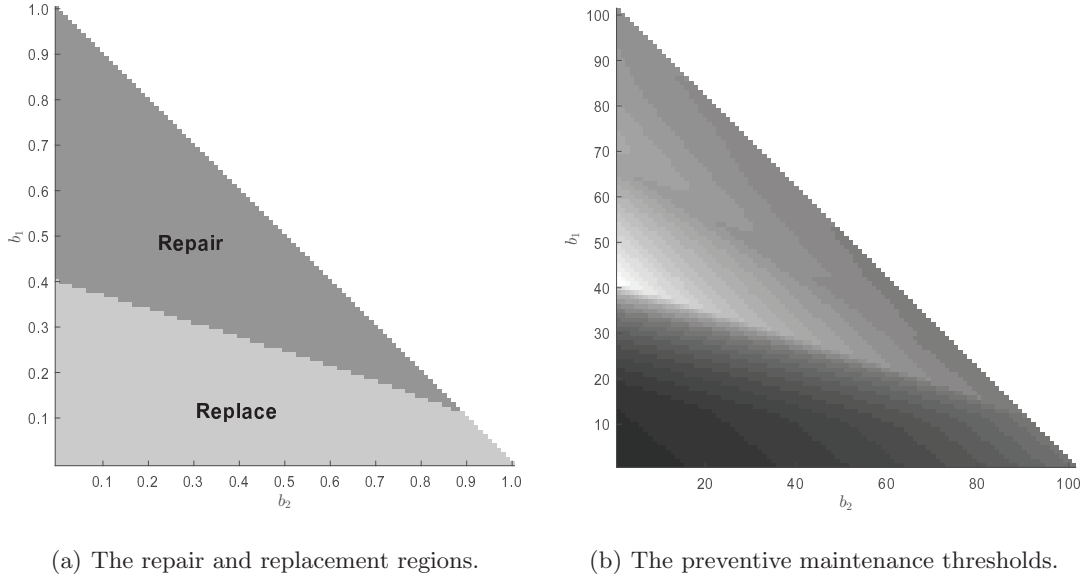 1.0
0.9
0.8
0.7
0.6
0.5
0.4
0.3
0.2
0.1
b1
Repair
Replace
0.1 0.2 0.3 0.4 0.5 0.6 0.7 0.8 0.9 1.0
b2
(a) The repair and replacement regions.
100
90
80
70
60
50
40
30
20
10
b1
20 40 60 80 100
b2
(b) The preventive maintenance thresholds.